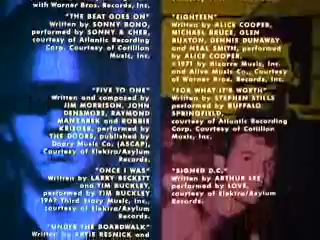 with Warner Bros. Records, Inc.
"THE BEAT GOES ON"
Written by SONNY BONO,
performed by SONNY & CHER,
courtesy of Atlantic Recording
Corp. Courtesy of Cotillion
Music, Inc.
"FIVE TO ONE"
Written and composed by
JIM MORRISON, JOHN
DENSMORE, RAYMOND
MANZAREK and ROBBIE
KRIEGER, performed by
THE DOORS, published by
Doors Music Co. (ASCAP),
Courtesy of Elektra/Asylum
Records.
"ONCE I WAS"
Written by LARRY BECKETT
and TIM BUCKLEY,
performed by TIM BUCKLEY
1967 Third Story Music, Inc.,
courtesy of Elektra/Asylum
Records.
"UNDER THE BOARDWALK"
Written by ARTIE RESNICK and
"EIGHTEEN"
Written by ALICE COOPER,
MICHAEL BRUCE, GLEN
BUXTON, DENNIS DUNAWAY
and NEAL SMITH, performed
by ALICE COOPER.
©1971 by Bizarre Music, Inc.
and Alive Music Co., Courtesy
of Warner Bros. Records, Inc.
"FOR WHAT IT'S WORTH"
Written by STEPHEN STILLS
performed by BUFFALO
SPRINGFIELD,
courtesy of Atlantic Recording
Corp. Courtesy of Cotillion
Music, Inc.
"SIGNED D.C."
Written by ARTHUR LEE
performed by LOVE,
courtesy of Elektra/Asylum
Records.